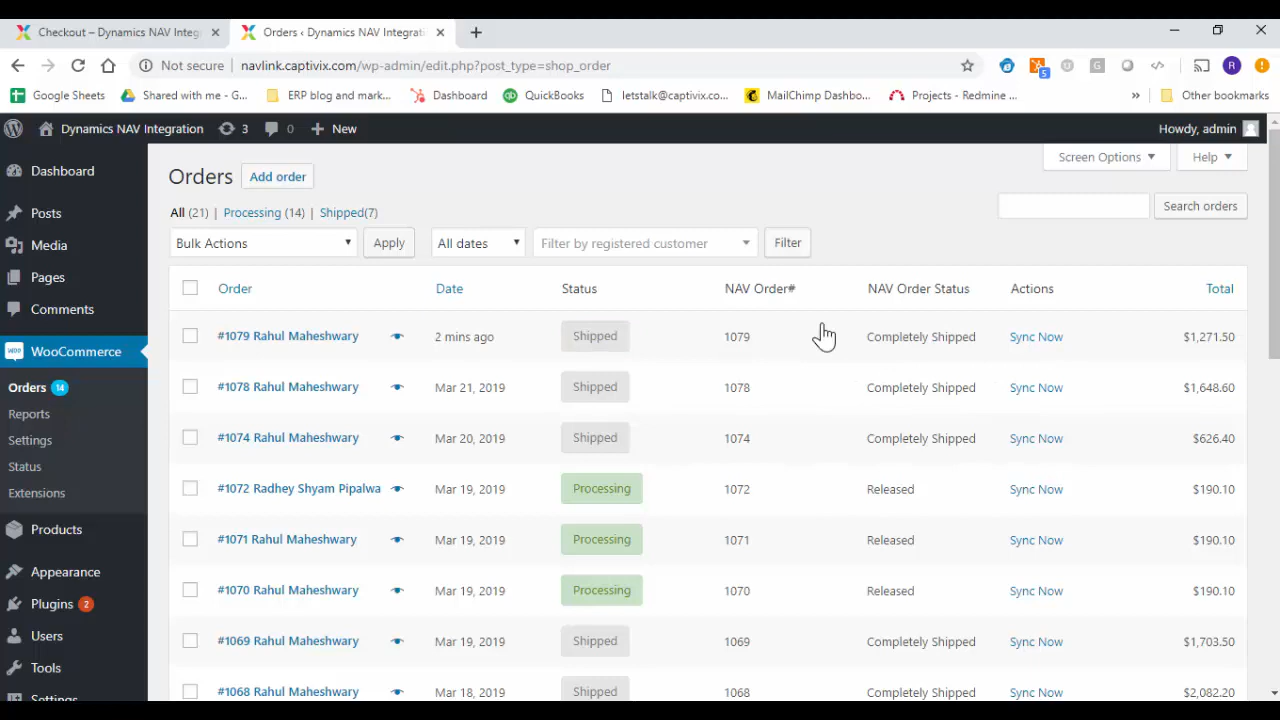 Checkout – Dynamics NAV Integ
Orders ‹ Dynamics NAV Integrati
Not secure navlink.captivix.com/wp-admin/edit.php?post_type=shop_order
5 G R
Google Sheets Shared with me - G... ERP blog and mark... Dashboard QuickBooks letstalk@captivix.co... MailChimp Dashbo... Projects - Redmine ... » Other bookmarks
Dynamics NAV Integration 3 0 New Howdy, admin
Screen Options Help
Dashboard
Posts
Media
Pages
Comments
WooCommerce
Orders 14
Reports
Settings
Status
Extensions
Products
Appearance
Plugins 2
Users
Tools
Settings
Orders Add order
All (21) | Processing (14) | Shipped(7)
Search orders
Bulk Actions Apply All dates Filter by registered customer Filter
Order Date Status NAV Order# NAV Order Status Actions Total
#1079 Rahul Maheshwary 2 mins ago Shipped 1079 Completely Shipped Sync Now $1,271.50
#1078 Rahul Maheshwary Mar 21, 2019 Shipped 1078 Completely Shipped Sync Now $1,648.60
#1074 Rahul Maheshwary Mar 20, 2019 Shipped 1074 Completely Shipped Sync Now $626.40
#1072 Radhey Shyam Pipalwa Mar 19, 2019 Processing 1072 Released Sync Now $190.10
#1071 Rahul Maheshwary Mar 19, 2019 Processing 1071 Released Sync Now $190.10
#1070 Rahul Maheshwary Mar 19, 2019 Processing 1070 Released Sync Now $190.10
#1069 Rahul Maheshwary Mar 19, 2019 Shipped 1069 Completely Shipped Sync Now $1,703.50
#1068 Rahul Maheshwary Mar 18, 2019 Shipped 1068 Completely Shipped Sync Now $2,082.20